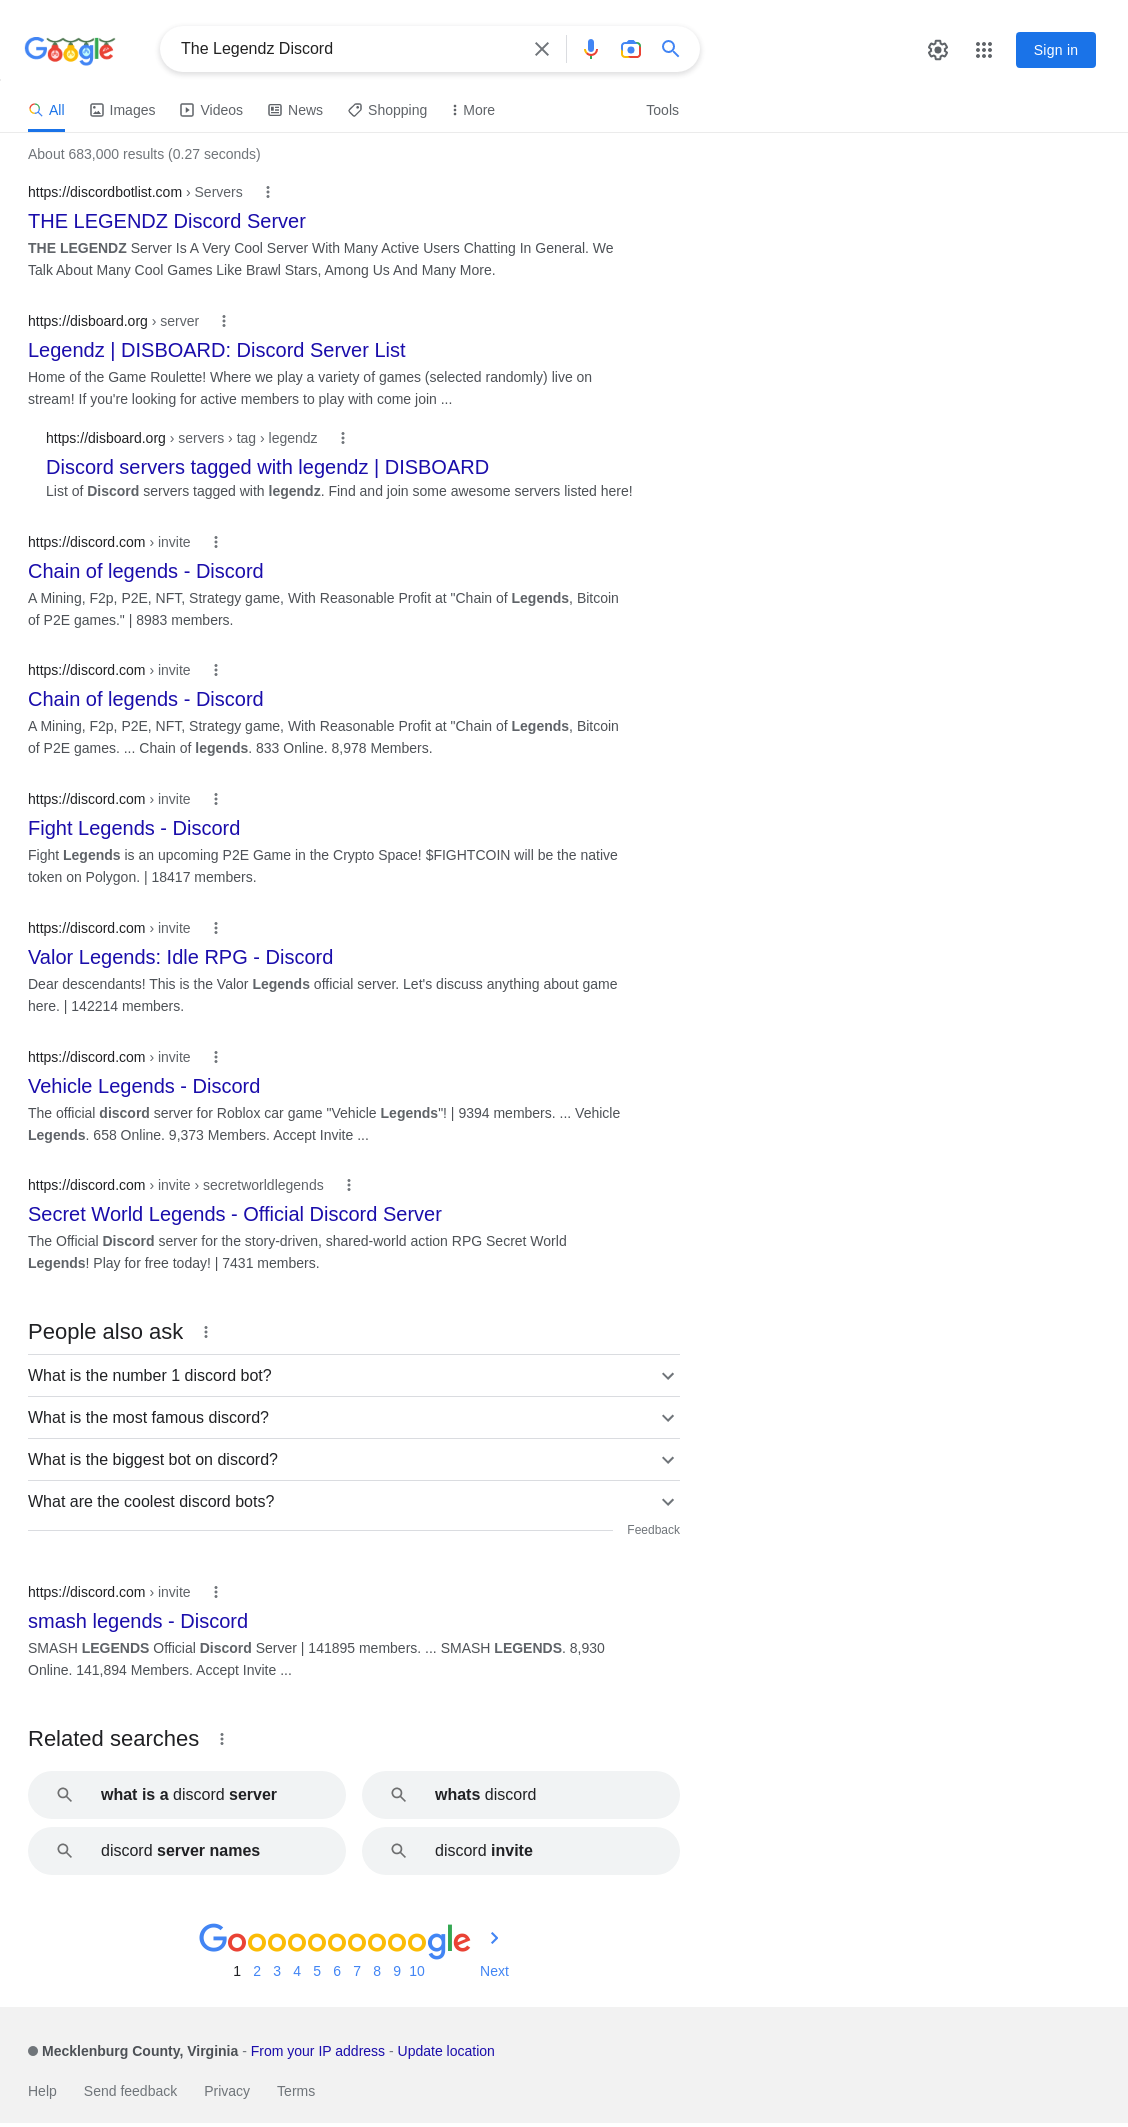 Google
The Legendz Discord
Sign in
All
Images
Videos
News
Shopping
More
Tools
About 683,000 results (0.27 seconds)
https://discordbotlist.com › Servers
THE LEGENDZ Discord Server
THE LEGENDZ Server Is A Very Cool Server With Many Active Users Chatting In General. We
Talk About Many Cool Games Like Brawl Stars, Among Us And Many More.
https://disboard.org › server
Legendz | DISBOARD: Discord Server List
Home of the Game Roulette! Where we play a variety of games (selected randomly) live on
stream! If you're looking for active members to play with come join ...
https://disboard.org › servers › tag › legendz
Discord servers tagged with legendz | DISBOARD
List of Discord servers tagged with legendz. Find and join some awesome servers listed here!
https://discord.com › invite
Chain of legends - Discord
A Mining, F2p, P2E, NFT, Strategy game, With Reasonable Profit at "Chain of Legends, Bitcoin
of P2E games." | 8983 members.
https://discord.com › invite
Chain of legends - Discord
A Mining, F2p, P2E, NFT, Strategy game, With Reasonable Profit at "Chain of Legends, Bitcoin
of P2E games. ... Chain of legends. 833 Online. 8,978 Members.
https://discord.com › invite
Fight Legends - Discord
Fight Legends is an upcoming P2E Game in the Crypto Space! $FIGHTCOIN will be the native
token on Polygon. | 18417 members.
https://discord.com › invite
Valor Legends: Idle RPG - Discord
Dear descendants! This is the Valor Legends official server. Let's discuss anything about game
here. | 142214 members.
https://discord.com › invite
Vehicle Legends - Discord
The official discord server for Roblox car game "Vehicle Legends"! | 9394 members. ... Vehicle
Legends. 658 Online. 9,373 Members. Accept Invite ...
https://discord.com › invite › secretworldlegends
Secret World Legends - Official Discord Server
The Official Discord server for the story-driven, shared-world action RPG Secret World
Legends! Play for free today! | 7431 members.
People also ask
What is the number 1 discord bot?
What is the most famous discord?
What is the biggest bot on discord?
What are the coolest discord bots?
Feedback
https://discord.com › invite
smash legends - Discord
SMASH LEGENDS Official Discord Server | 141895 members. ... SMASH LEGENDS. 8,930
Online. 141,894 Members. Accept Invite ...
Related searches
what is a discord server
whats discord
discord server names
discord invite
Goooooooooogle
1 2 3 4 5 6 7 8 9 10 Next
Mecklenburg County, Virginia - From your IP address - Update location
Help Send feedback Privacy Terms